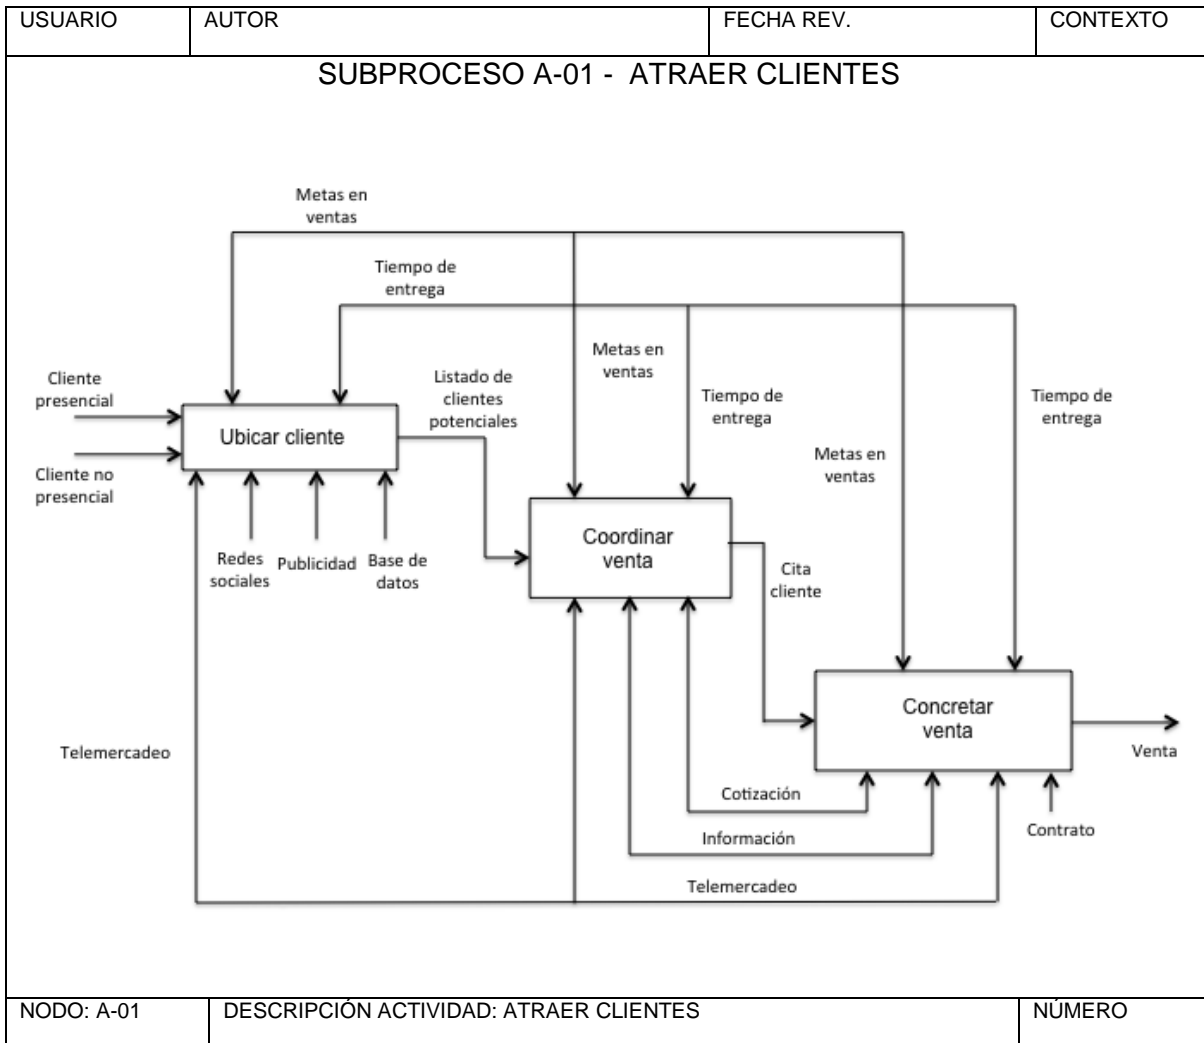 USUARIO
AUTOR
FECHA REV.
CONTEXTO
SUBPROCESO A-01 - ATRAER CLIENTES
Metas en
ventas
Tiempo de
entrega
Metas en
ventas
Tiempo de
entrega
Metas en
ventas
Tiempo de
entrega
Cliente
presencial
Cliente no
presencial
Ubicar cliente
Listado de
clientes
potenciales
Redes
sociales
Publicidad
Base de
datos
Coordinar
venta
Cita
cliente
Concretar
venta
Venta
Telemercadeo
Cotización
Información
Telemercadeo
Contrato
NODO: A-01
DESCRIPCIÓN ACTIVIDAD: ATRAER CLIENTES
NÚMERO